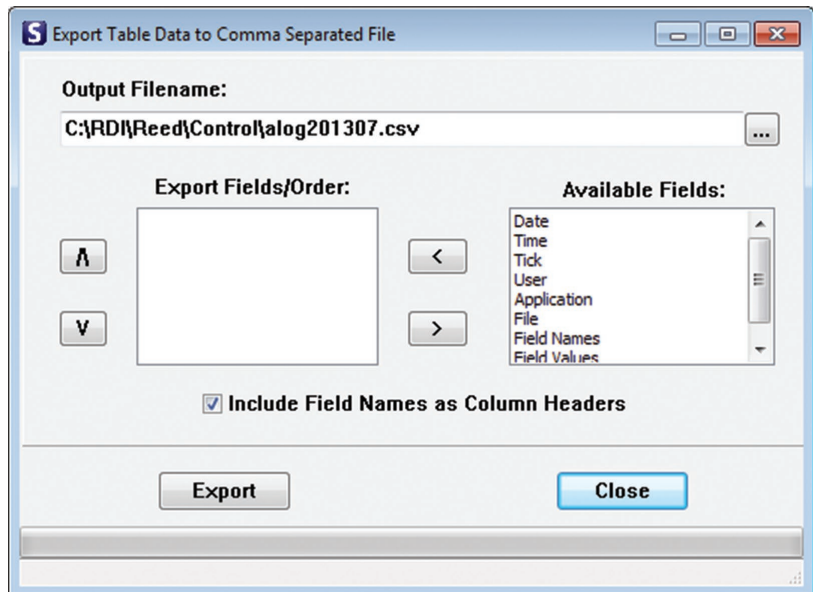 S Export Table Data to Comma Separated File
Output Filename:
C:\RDI\Reed\Control\alog201307.csv
...
Export Fields/Order:
Available Fields:
Λ
V
<
>
Date
Time
Tick
User
Application
File
Field Names
Field Values
Include Field Names as Column Headers
Export
Close